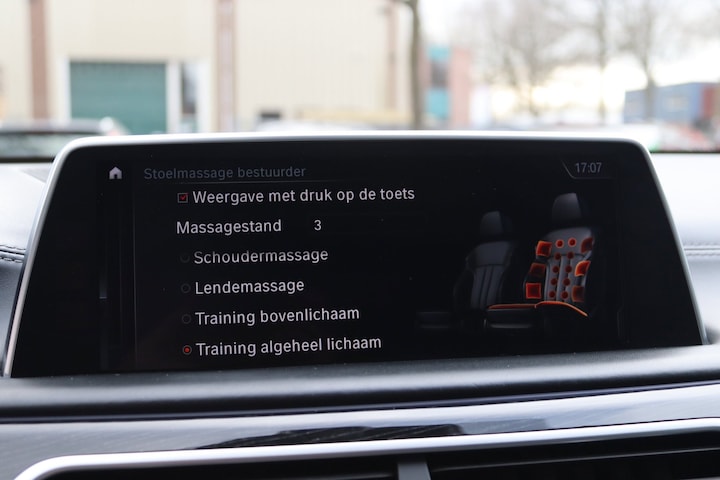 Stoelmassage bestuurder
17:07
Weergave met druk op de toets
Massagestand 3
Schoudermassage
Lendemassage
Training bovenlichaam
Training algeheel lichaam